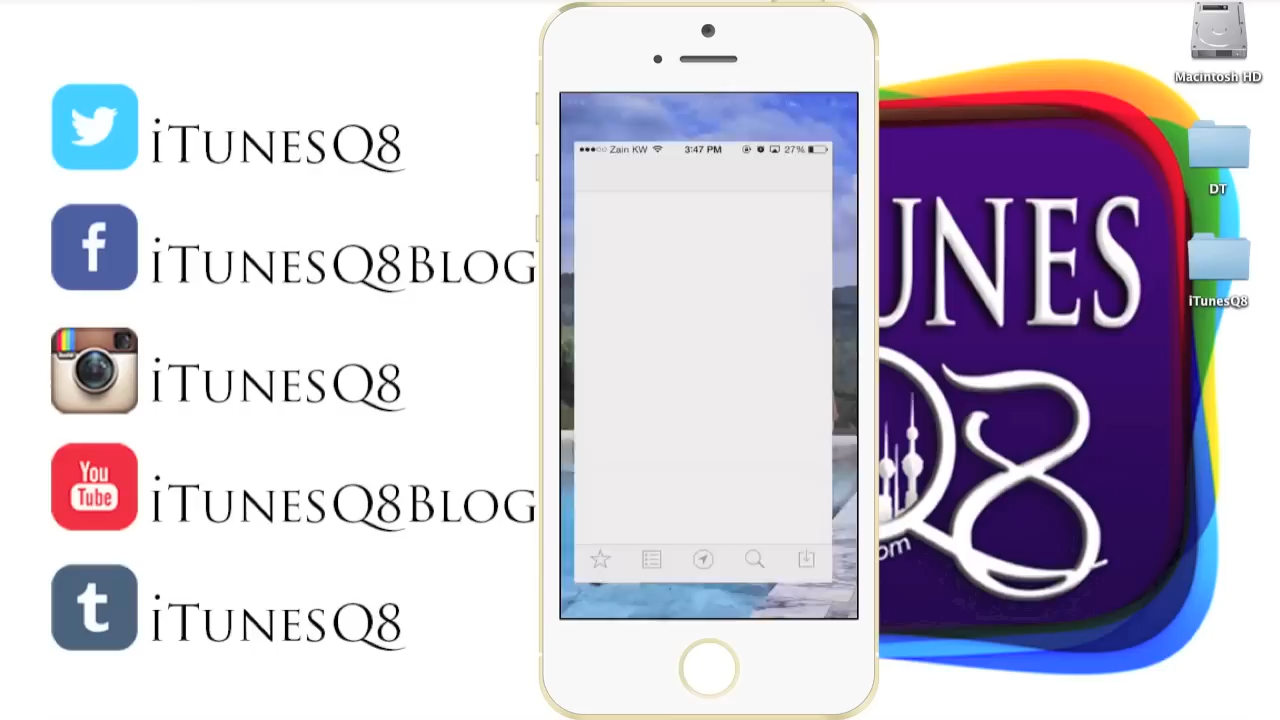 iTunesQ8
iTunesQ8Blog
iTunesQ8
You
Tube
iTunesQ8Blog
iTunesQ8
Zain KW
3:47 PM
27%
UNES
Q8
om
Macintosh HD
DT
iTunesQ8